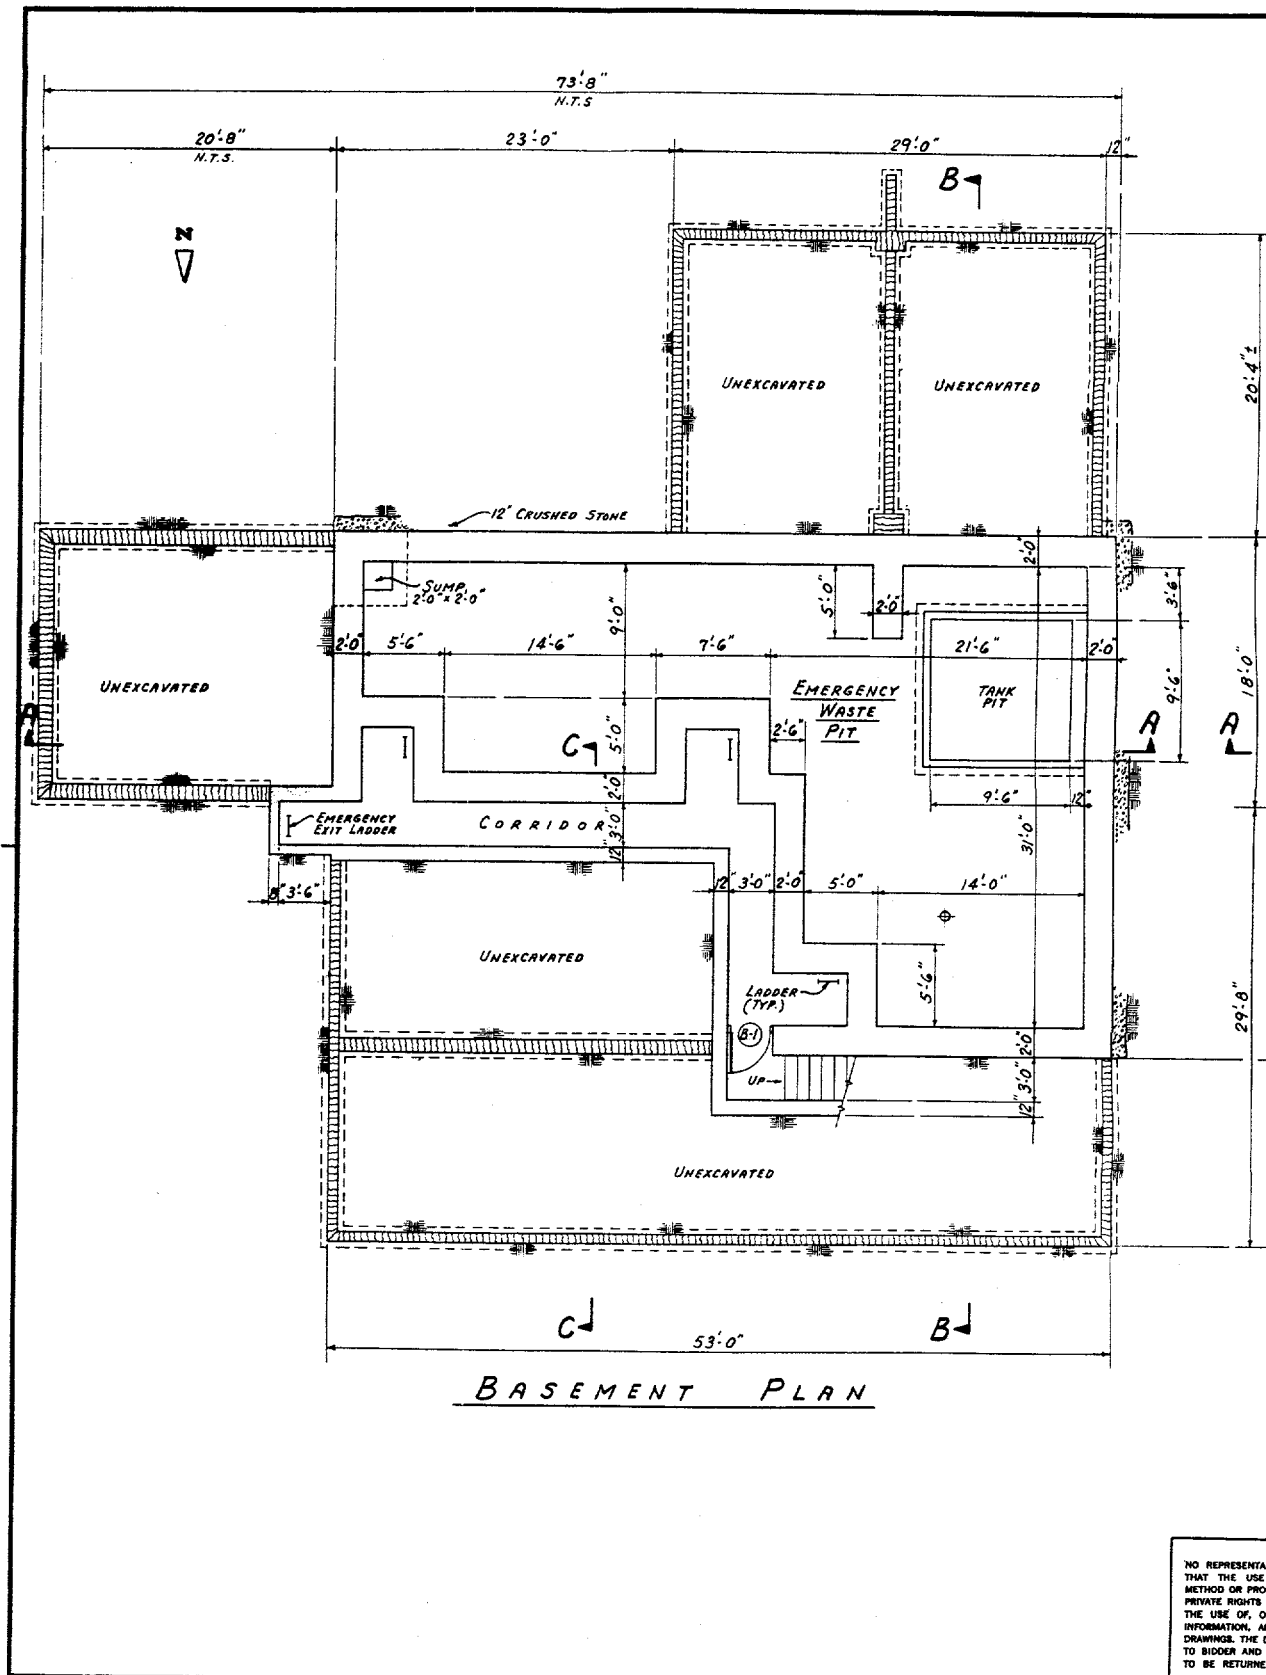 73'-8"
N.T.S
20'-8"
N.T.S.
23'-0"
29'-0"
12"
B
N
20'-4"±
UNEXCAVATED
UNEXCAVATED
12" CRUSHED STONE
SUMP
2'-0" x 2'-0"
2'-0"
5'-0"
2'-0"
3'-6"
9'-0"
2'-0"
5'-6"
14'-6"
7'-6"
21'-6"
2'-0"
UNEXCAVATED
EMERGENCY
WASTE
PIT
TANK
PIT
9'-6"
18'-0"
A
C
5'-0"
2'-6"
A
A
2'-0"
9'-6"
12"
EMERGENCY
EXIT LADDER
CORRIDOR
3'-0"
12"
31'-0"
8"
3'-6"
12"
3'-0"
2'-0"
5'-0"
14'-0"
UNEXCAVATED
LADDER
(TYP.)
5'-6"
29'-8"
B-1
UP
2'-0"
3'-0"
12"
UNEXCAVATED
C
B
53'-0"
BASEMENT PLAN
NO REPRESENTA
THAT THE USE
METHOD OR PRO
PRIVATE RIGHTS
THE USE OF, O
INFORMATION, A
DRAWINGS. THE D
TO BIDDER AND
TO BE RETURNE